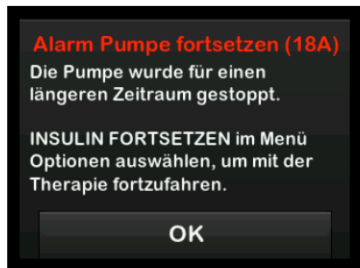 Alarm Pumpe fortsetzen (18A)
Die Pumpe wurde für einen
längeren Zeitraum gestoppt.
INSULIN FORTSETZEN im Menü
Optionen auswählen, um mit der
Therapie fortzufahren.
OK